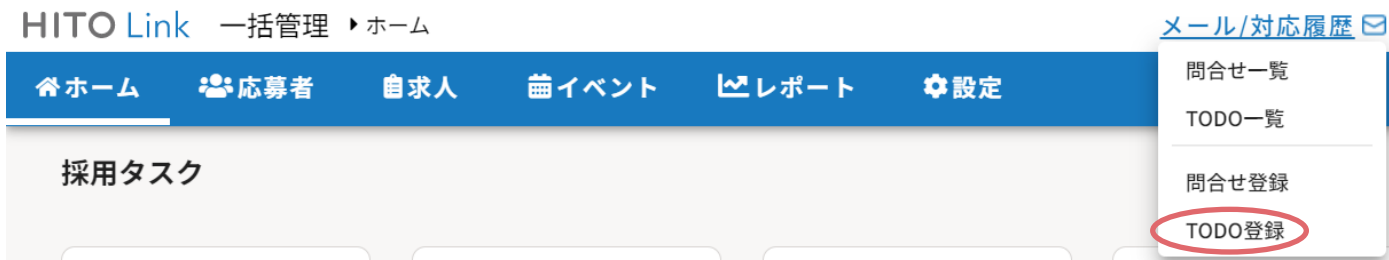 HITO Link 一括管理 ホーム メール/対応履歴
ホーム 応募者 求人 イベント レポート 設定
問合せ一覧
TODO一覧
採用タスク
問合せ登録
TODO登録